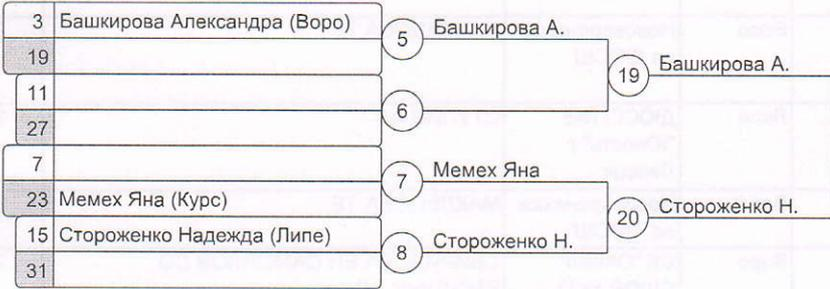 3 Башкирова Александра (Воро)
19
5 Башкирова А.
11
27
6
19 Башкирова А.
7
23 Мемех Яна (Курс)
7 Мемех Яна
15 Стороженко Надежда (Липе)
31
8 Стороженко Н.
20 Стороженко Н.